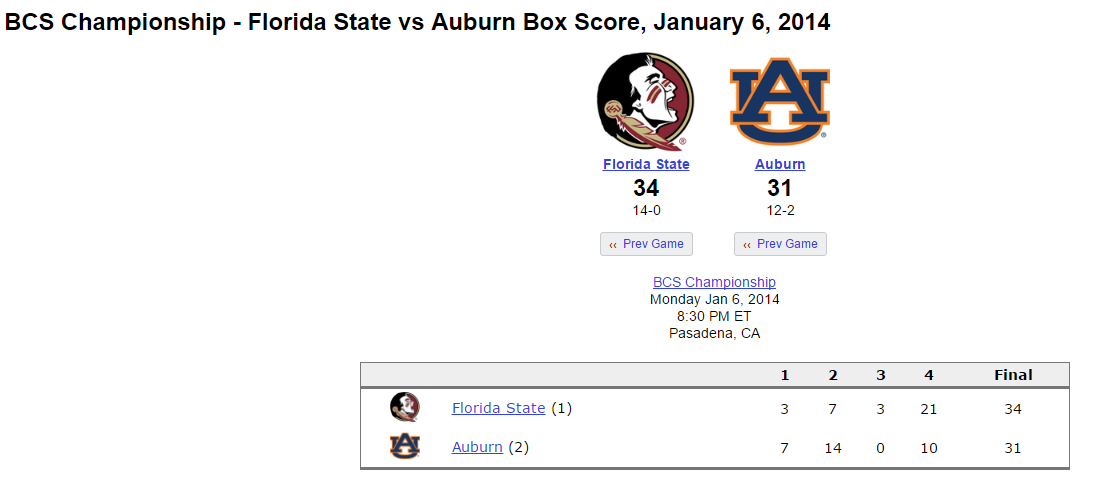 BCS Championship - Florida State vs Auburn Box Score, January 6, 2014
Florida State Auburn
34 31
14-0 12-2
‹‹ Prev Game ‹‹ Prev Game
BCS Championship
Monday Jan 6, 2014
8:30 PM ET
Pasadena, CA
1 2 3 4 Final
Florida State (1) 3 7 3 21 34
Auburn (2) 7 14 0 10 31